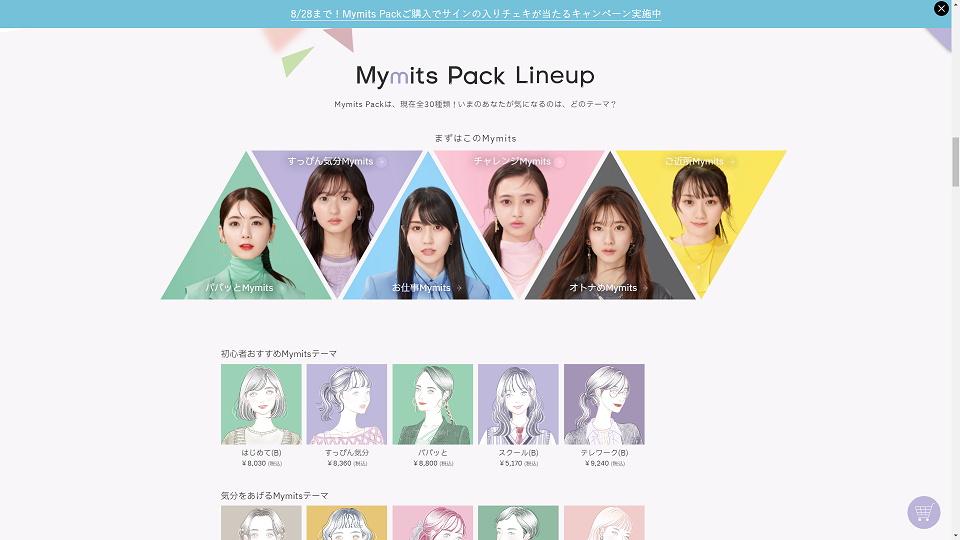 8/28まで！Mymits Packご購入でサインの入りチェキが当たるキャンペーン実施中
Mymits Pack Lineup
Mymits Packは、現在全30種類！いまのあなたが気になるのは、どのテーマ？
まずはこのMymits
すっぴん気分Mymits
チャレンジMymits
ご近所Mymits
パパッとMymits
お仕事Mymits
オトナめMymits
初心者おすすめMymitsテーマ
はじめて(B)
すっぴん気分
パパッと
スクール(B)
テレワーク(B)
¥8,030 (税込)
¥8,360 (税込)
¥8,800 (税込)
¥5,170 (税込)
¥9,240 (税込)
気分をあげるMymitsテーマ